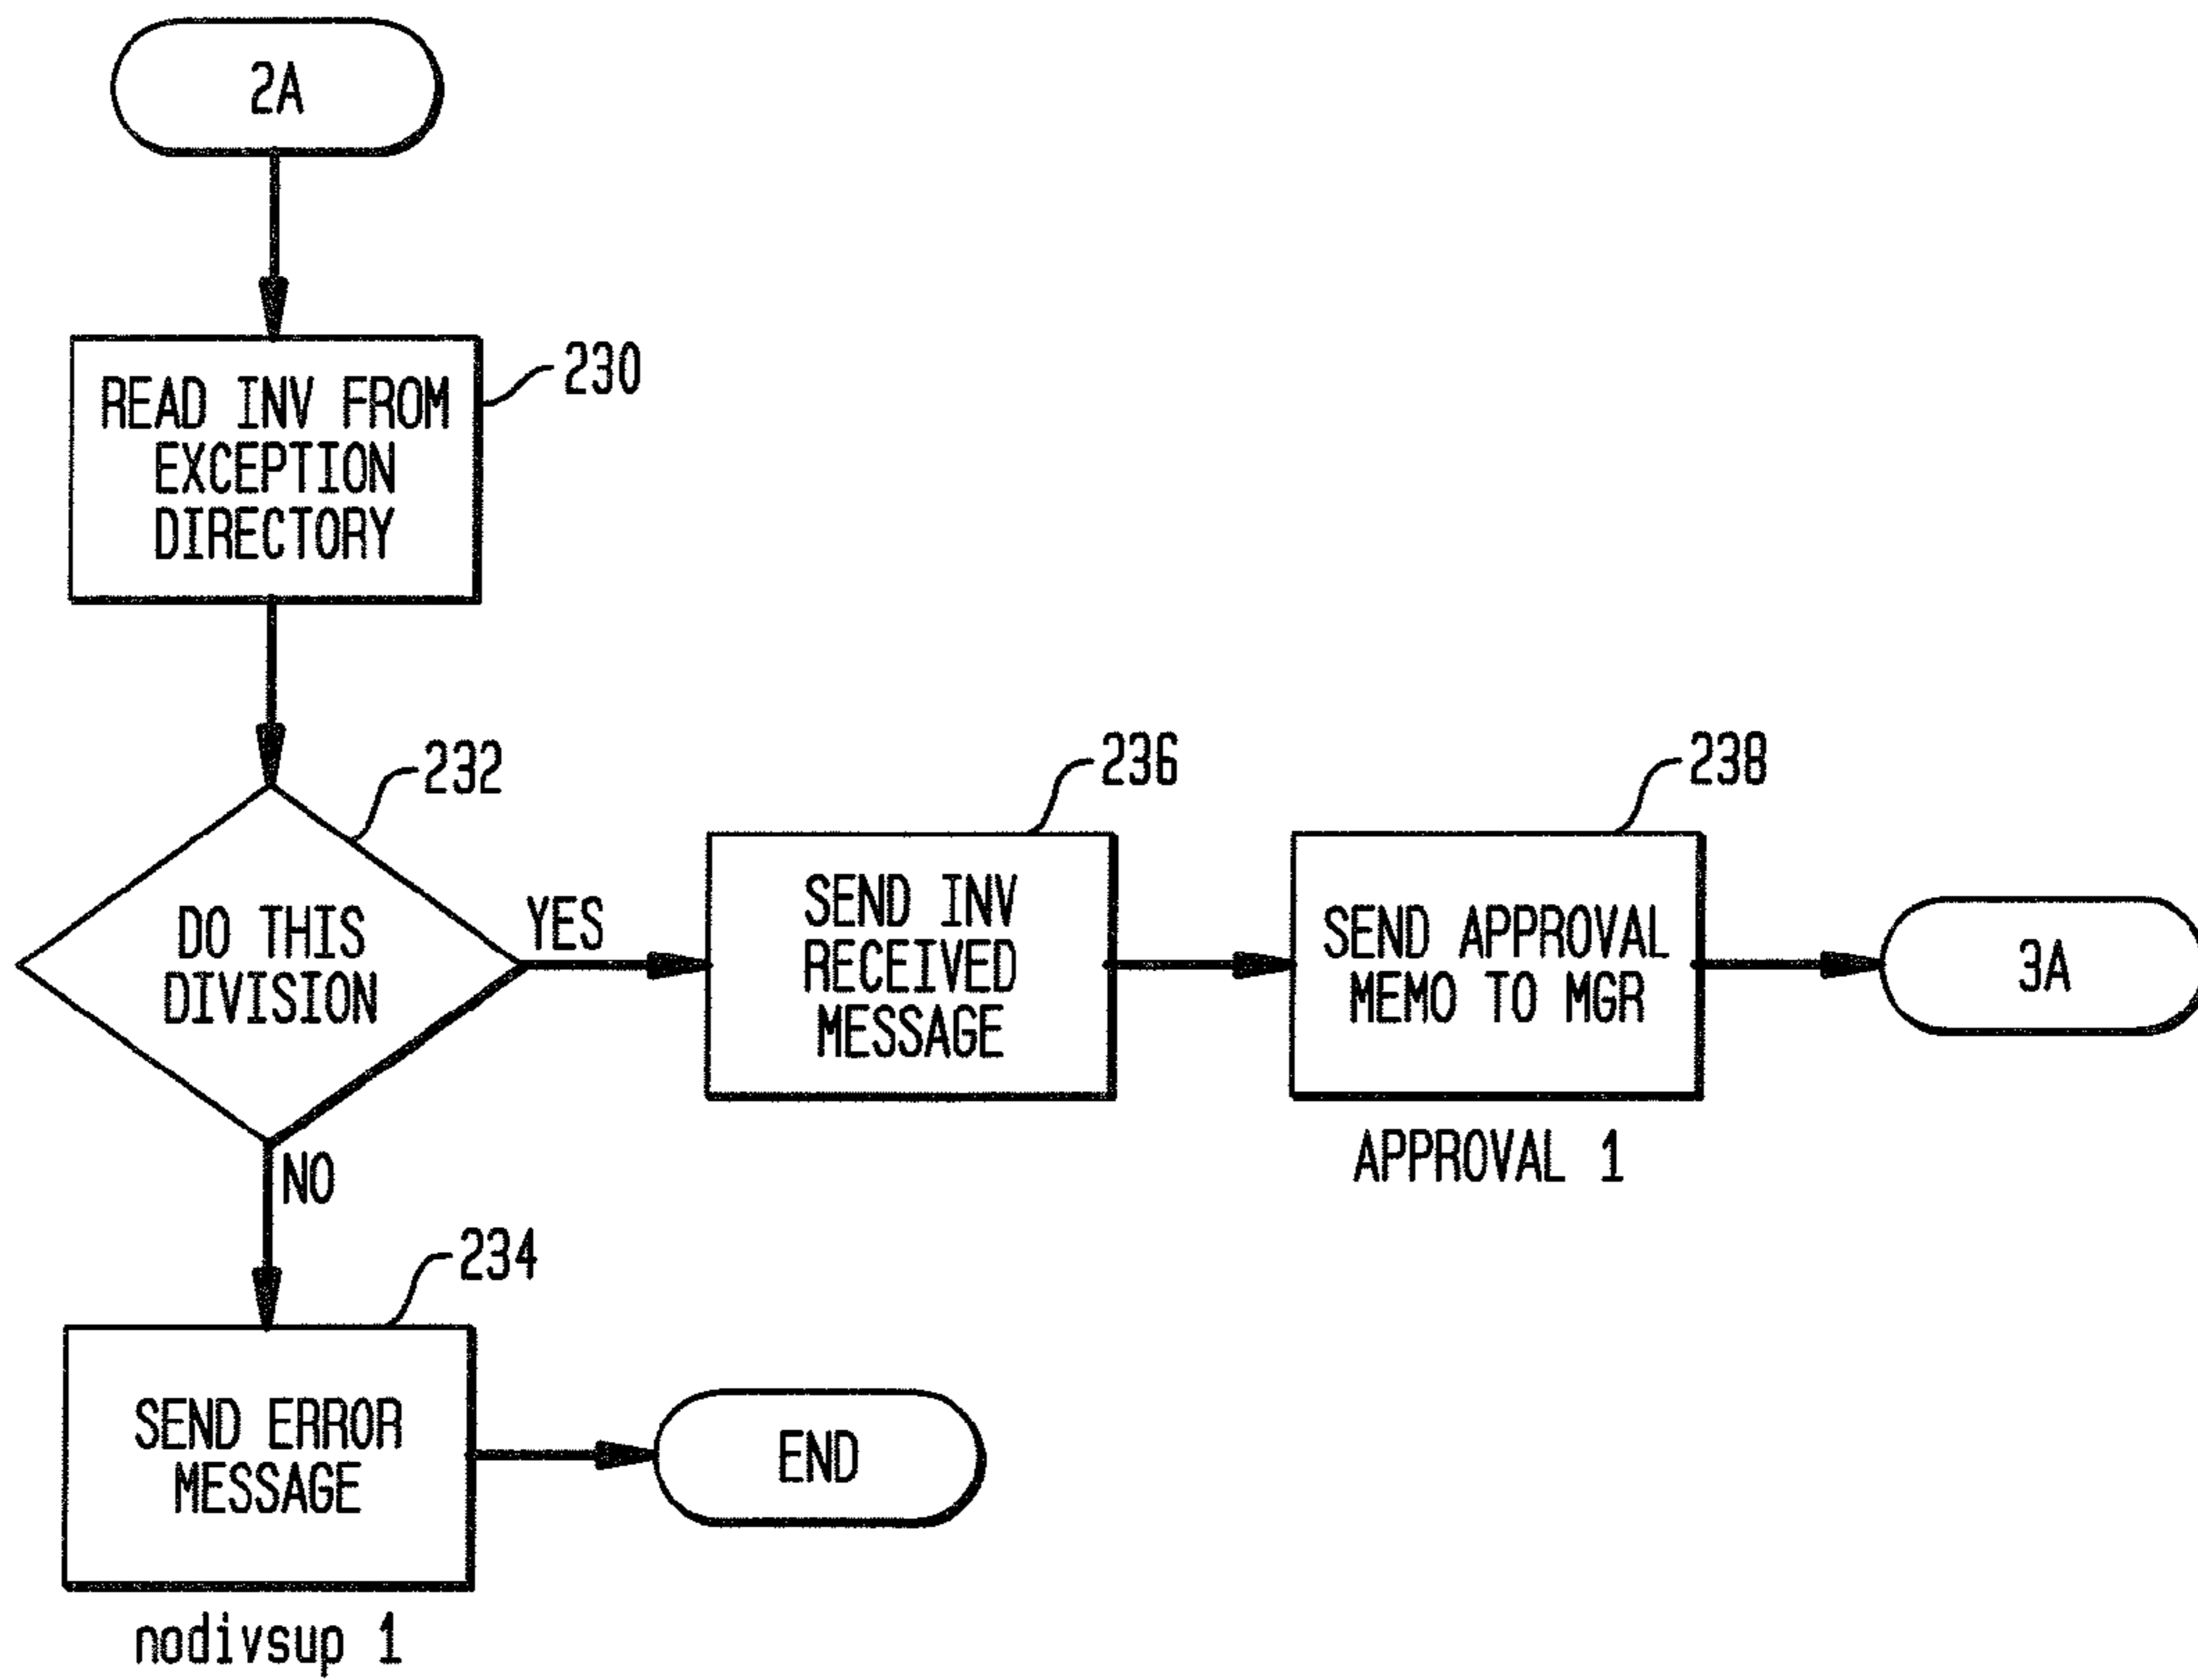 2A
READ INV FROM
EXCEPTION
DIRECTORY
230
232
DO THIS
DIVISION
YES
NO
236
SEND INV
RECEIVED
MESSAGE
238
SEND APPROVAL
MEMO TO MGR
APPROVAL 1
3A
234
SEND ERROR
MESSAGE
nodivsup 1
END